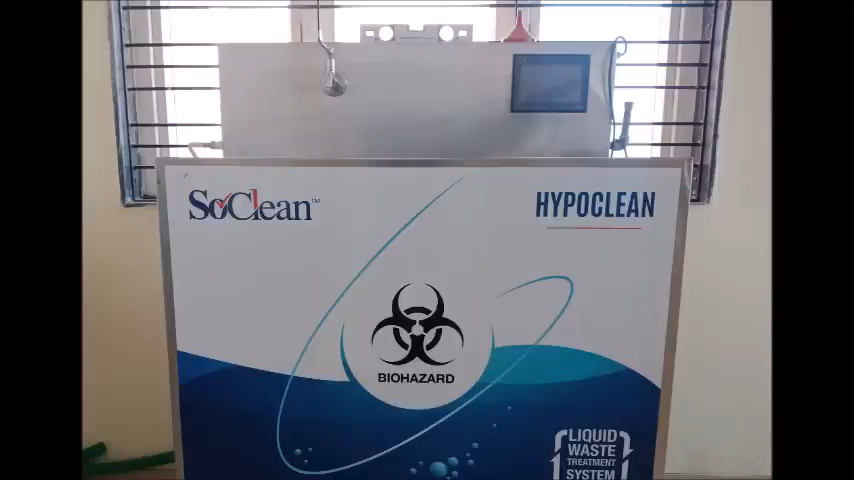 SoClean™
HYPOCLEAN
BIOHAZARD
LIQUID
WASTE
TREATMENT
SYSTEM